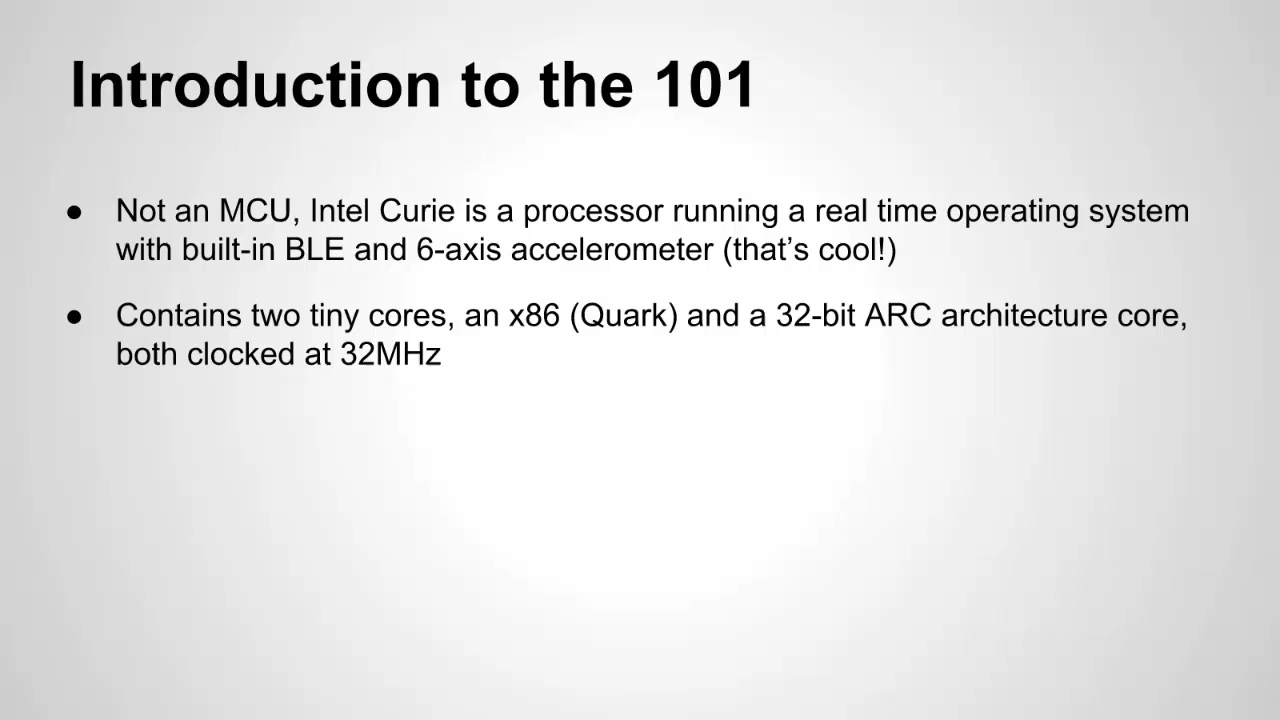 Introduction to the 101
● Not an MCU, Intel Curie is a processor running a real time operating system
with built-in BLE and 6-axis accelerometer (that’s cool!)
● Contains two tiny cores, an x86 (Quark) and a 32-bit ARC architecture core,
both clocked at 32MHz